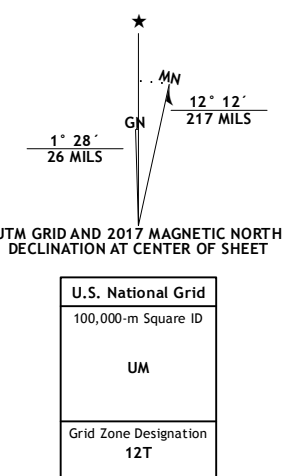 ★
MN
GN
12° 12´
217 MILS
1° 28´
26 MILS
UTM GRID AND 2017 MAGNETIC NORTH
DECLINATION AT CENTER OF SHEET
U.S. National Grid
100,000-m Square ID
UM
Grid Zone Designation
12T